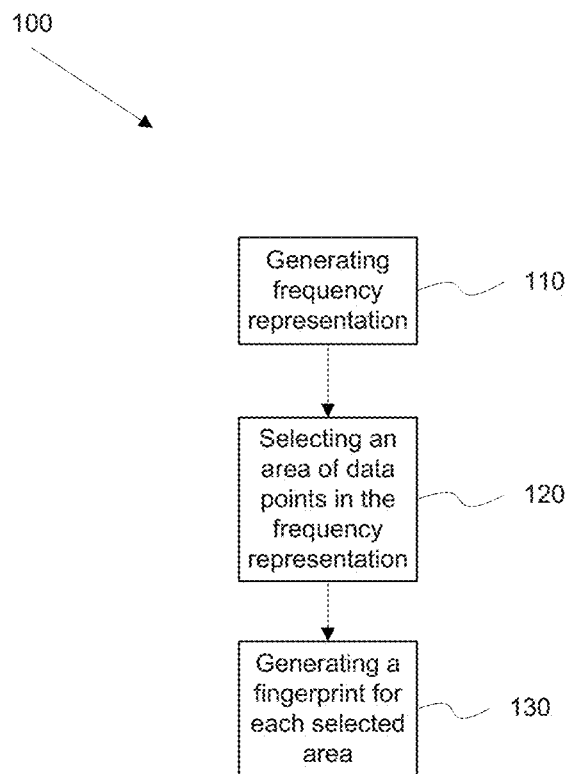 100
Generating
frequency
representation
110
Selecting an
area of data
points in the
frequency
representation
120
Generating a
fingerprint for
each selected
area
130